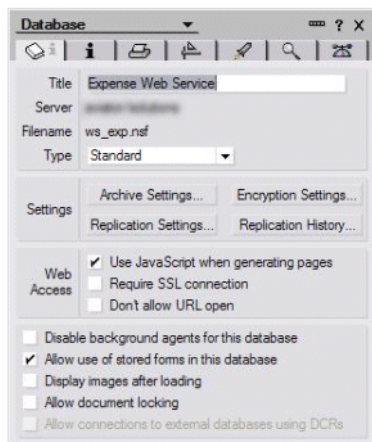 Database ? X
i
Title Expense Web Service
Server
Filename ws_exp.nsf
Type Standard
Archive Settings... Encryption Settings...
Settings
Replication Settings... Replication History...
Use JavaScript when generating pages
Web Access Require SSL connection
Don't allow URL open
Disable background agents for this database
Allow use of stored forms in this database
Display images after loading
Allow document locking
Allow connections to external databases using DCRs